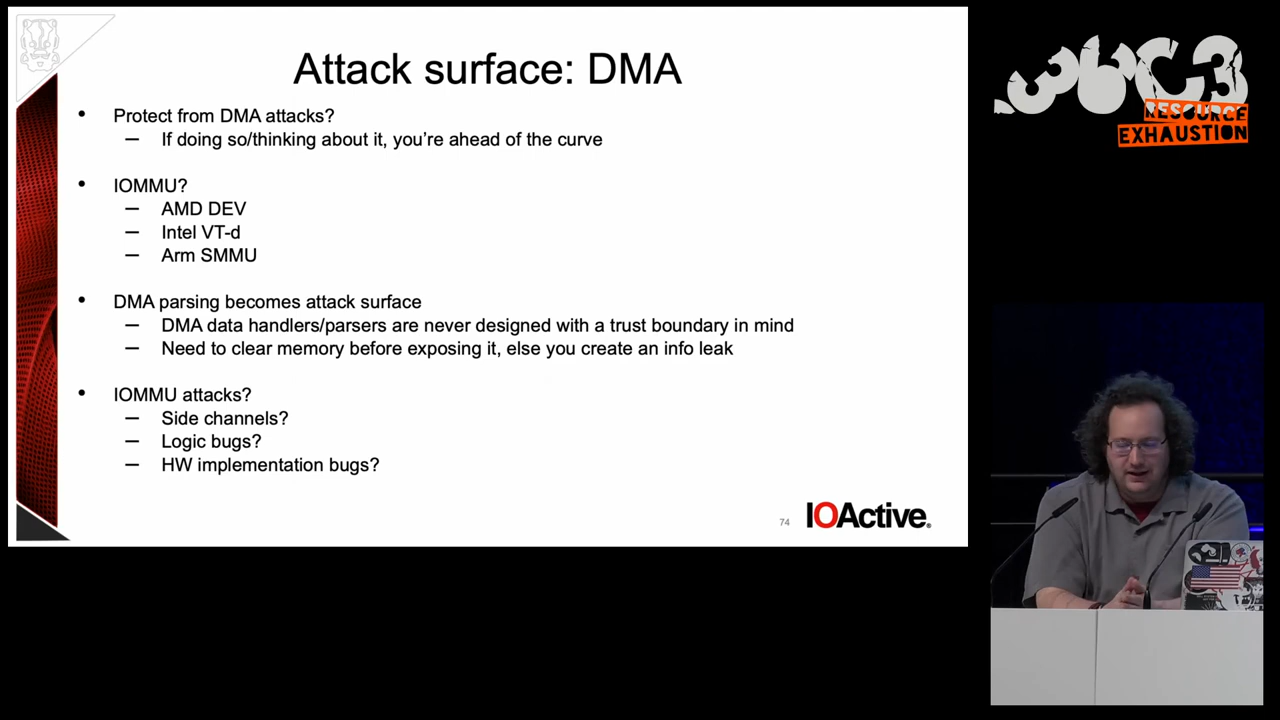 Attack surface: DMA
• Protect from DMA attacks?
– If doing so/thinking about it, you're ahead of the curve
• IOMMU?
– AMD DEV
– Intel VT-d
– Arm SMMU
• DMA parsing becomes attack surface
– DMA data handlers/parsers are never designed with a trust boundary in mind
– Need to clear memory before exposing it, else you create an info leak
• IOMMU attacks?
– Side channels?
– Logic bugs?
– HW implementation bugs?
74
IOActive.
36C3
RESOURCE
EXHAUSTION